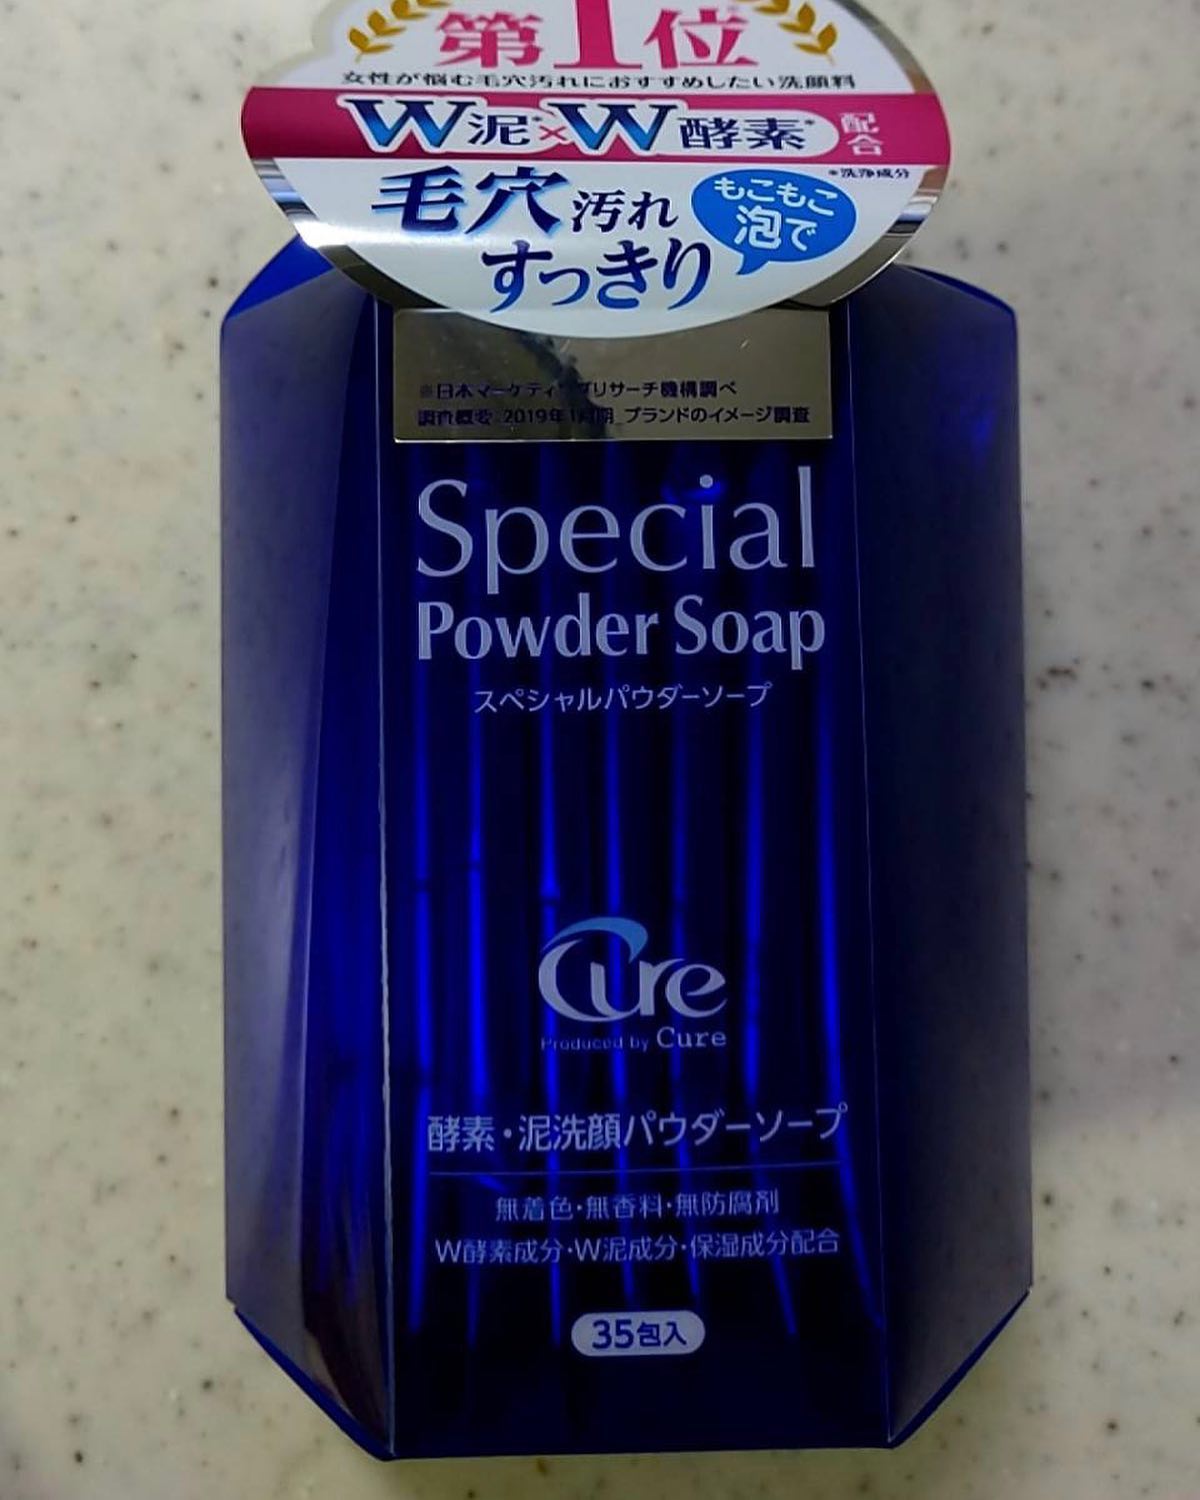 第1位
女性が悩む毛穴汚れにおすすめしたい洗顔料
W泥*×W酵素* 配合
*洗浄成分
毛穴汚れ
すっきり
もこもこ
泡で
※日本マーケティングリサーチ機構調べ
調査概要:2019年1月期_ブランドのイメージ調査
Special
Powder Soap
スペシャルパウダーソープ
Cure
Produced by Cure
酵素・泥洗顔パウダーソープ
無着色・無香料・無防腐剤
W酵素成分・W泥成分・保湿成分配合
35包入